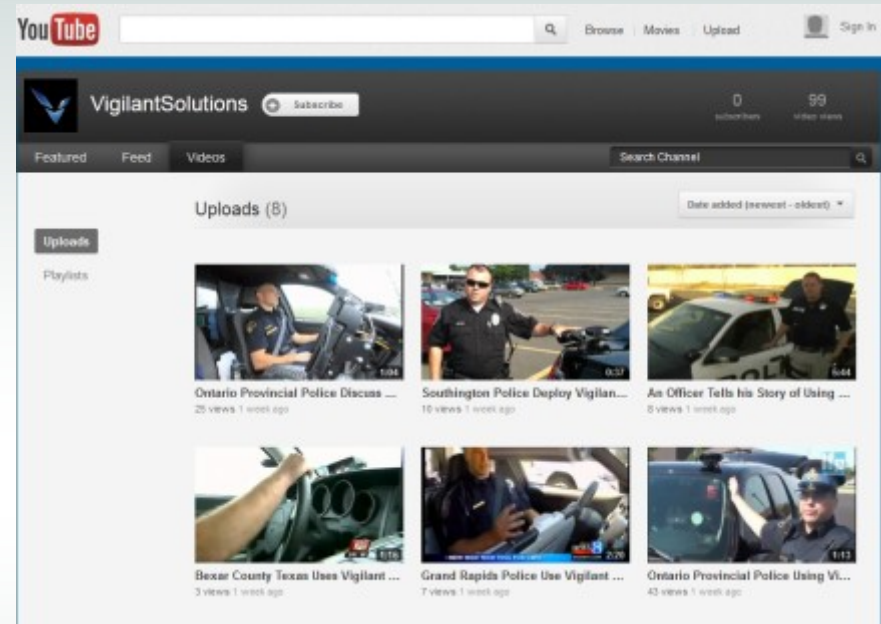 YouTube
Browse Movies Upload Sign In
VigilantSolutions Subscribe
0 99
subscribers video views
Featured Feed Videos Search Channel
Uploads (8) Date added (newest - oldest)
Uploads
Playlists
1:04 0:37 5:44
Ontario Provincial Police Discuss ... Southington Police Deploy Vigilan... An Officer Tells his Story of Using ...
25 views 1 week ago 10 views 1 week ago 8 views 1 week ago
1:16 8 2:20 1:13
Bexar County Texas Uses Vigilant ... Grand Rapids Police Use Vigilant ... Ontario Provincial Police Using Vi...
3 views 1 week ago 7 views 1 week ago 43 views 1 week ago